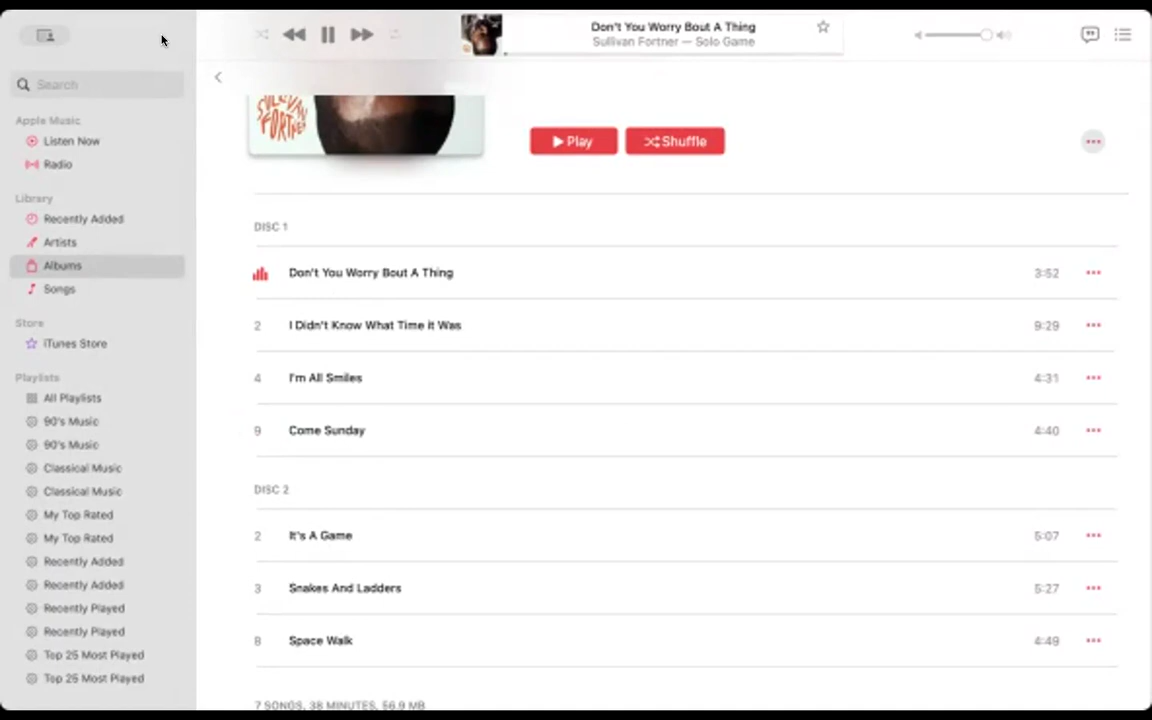 Don't You Worry Bout A Thing
Sullivan Fortner — Solo Game
Search
Apple Music
Listen Now
Radio
Library
Recently Added
Artists
Albums
Songs
Store
iTunes Store
Playlists
All Playlists
90's Music
90's Music
Classical Music
Classical Music
My Top Rated
My Top Rated
Recently Added
Recently Added
Recently Played
Recently Played
Top 25 Most Played
Top 25 Most Played
SULLIVAN
FORTNER
Play
Shuffle
DISC 1
Don't You Worry Bout A Thing 3:52
2 I Didn't Know What Time it Was 9:29
4 I'm All Smiles 4:31
9 Come Sunday 4:40
DISC 2
2 It's A Game 5:07
3 Snakes And Ladders 5:27
8 Space Walk 4:49
7 SONGS, 38 MINUTES, 56.9 MB